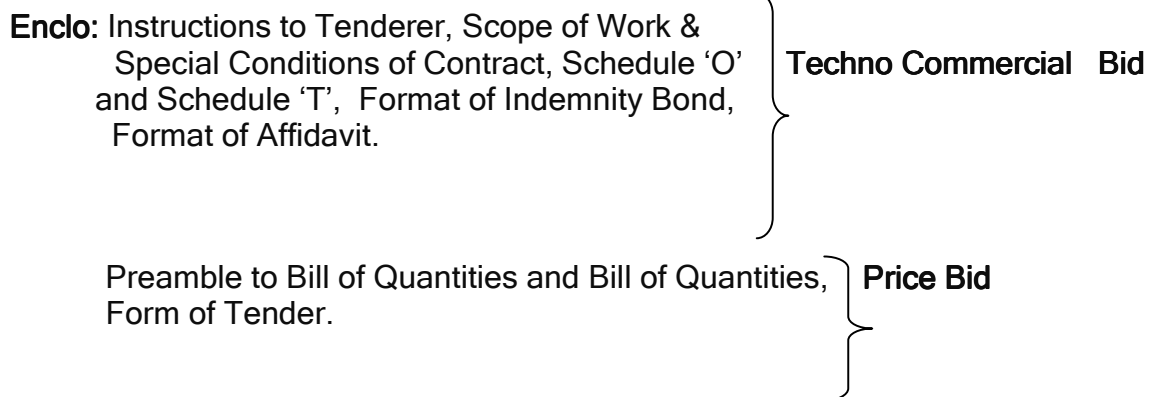 Enclo: Instructions to Tenderer, Scope of Work &
Special Conditions of Contract, Schedule ‘O’ Techno Commercial Bid
and Schedule ‘T’, Format of Indemnity Bond,
Format of Affidavit.
Preamble to Bill of Quantities and Bill of Quantities, Price Bid
Form of Tender.